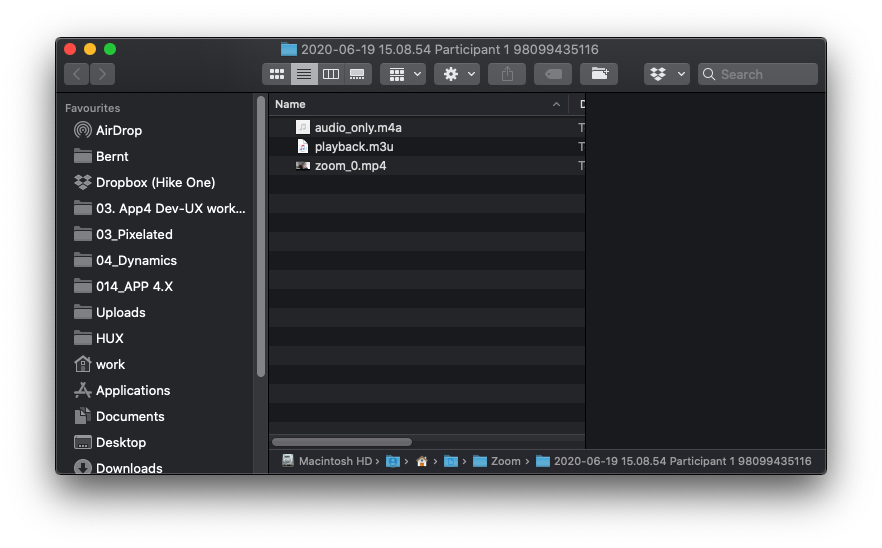 2020-06-19 15.08.54 Participant 1 98099435116
Search
Favourites
AirDrop
Bernt
Dropbox (Hike One)
03. App4 Dev-UX work...
03_Pixelated
04_Dynamics
014_APP 4.X
Uploads
HUX
work
Applications
Documents
Desktop
Downloads
Name
audio_only.m4a
playback.m3u
zoom_0.mp4
Macintosh HD › › › › Zoom › 2020-06-19 15.08.54 Participant 1 98099435116